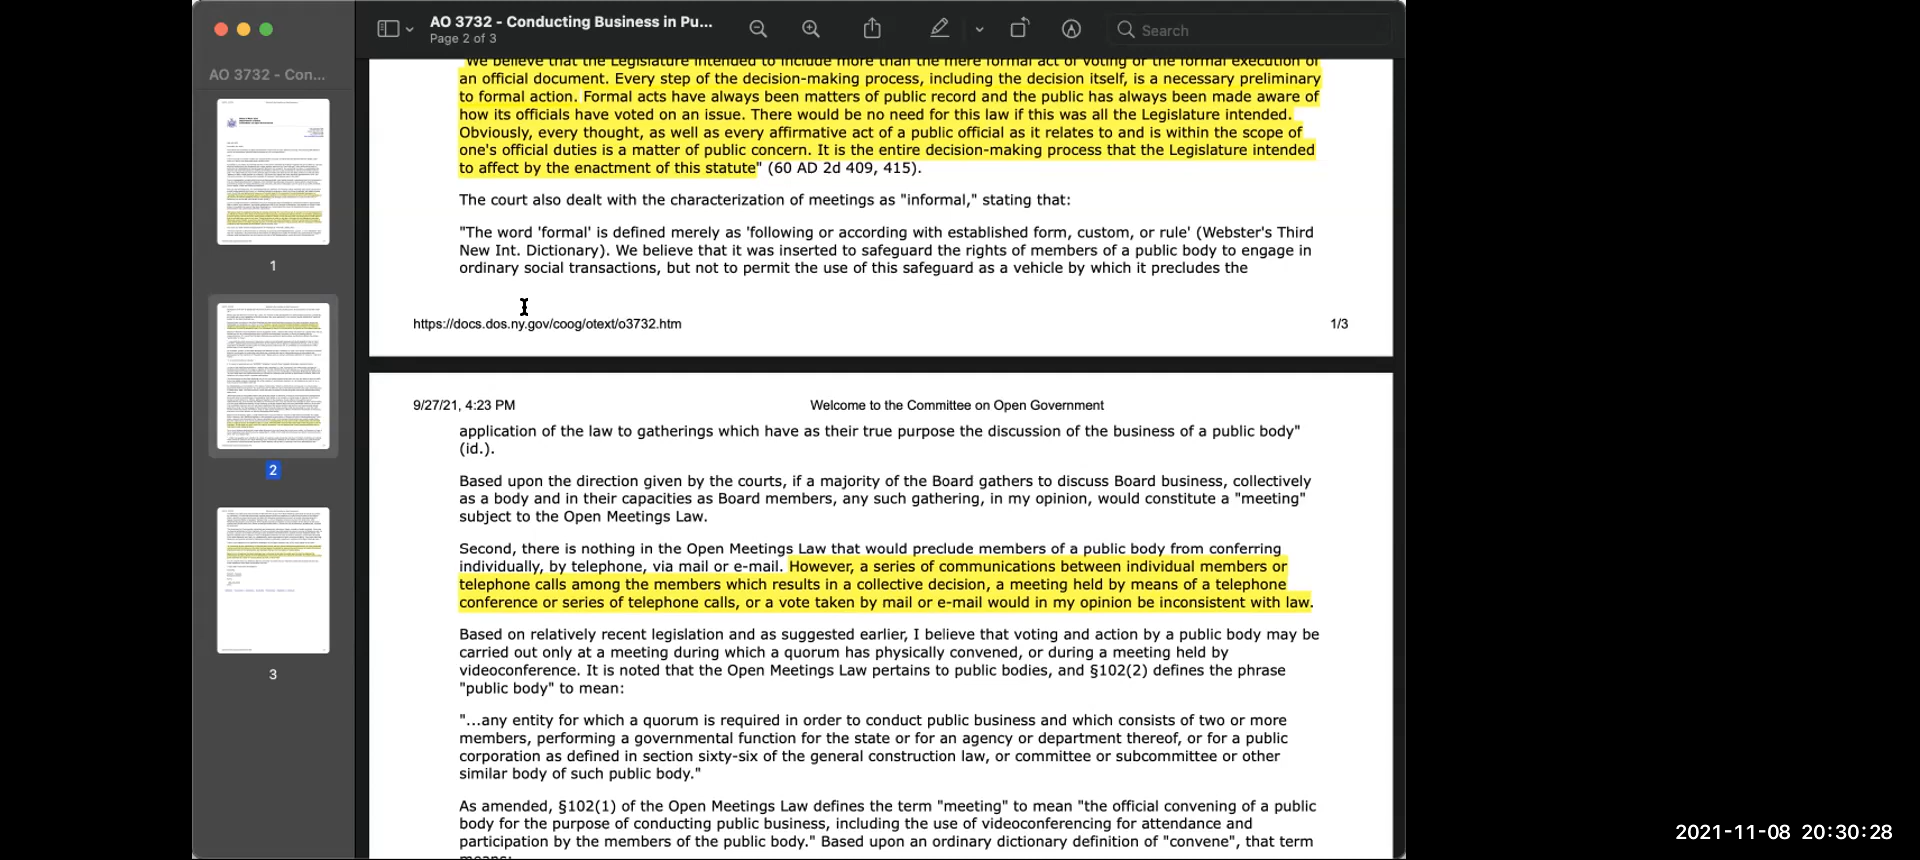 AO 3732 - Conducting Business in Pu...
Page 2 of 3
Search
AO 3732 - Con...
1
2
3
"We believe that the Legislature intended to include more than the mere formal act of voting or the formal execution of
an official document. Every step of the decision-making process, including the decision itself, is a necessary preliminary
to formal action. Formal acts have always been matters of public record and the public has always been made aware of
how its officials have voted on an issue. There would be no need for this law if this was all the Legislature intended.
Obviously, every thought, as well as every affirmative act of a public official as it relates to and is within the scope of
one's official duties is a matter of public concern. It is the entire decision-making process that the Legislature intended
to affect by the enactment of this statute" (60 AD 2d 409, 415).
The court also dealt with the characterization of meetings as "informal," stating that:
"The word 'formal' is defined merely as 'following or according with established form, custom, or rule' (Webster's Third
New Int. Dictionary). We believe that it was inserted to safeguard the rights of members of a public body to engage in
ordinary social transactions, but not to permit the use of this safeguard as a vehicle by which it precludes the
https://docs.dos.ny.gov/coog/otext/o3732.htm 1/3
9/27/21, 4:23 PM Welcome to the Committee on Open Government
application of the law to gatherings which have as their true purpose the discussion of the business of a public body"
(id.).
Based upon the direction given by the courts, if a majority of the Board gathers to discuss Board business, collectively
as a body and in their capacities as Board members, any such gathering, in my opinion, would constitute a "meeting"
subject to the Open Meetings Law.
Second, there is nothing in the Open Meetings Law that would preclude members of a public body from conferring
individually, by telephone, via mail or e-mail. However, a series of communications between individual members or
telephone calls among the members which results in a collective decision, a meeting held by means of a telephone
conference or series of telephone calls, or a vote taken by mail or e-mail would in my opinion be inconsistent with law.
Based on relatively recent legislation and as suggested earlier, I believe that voting and action by a public body may be
carried out only at a meeting during which a quorum has physically convened, or during a meeting held by
videoconference. It is noted that the Open Meetings Law pertains to public bodies, and §102(2) defines the phrase
"public body" to mean:
"...any entity for which a quorum is required in order to conduct public business and which consists of two or more
members, performing a governmental function for the state or for an agency or department thereof, or for a public
corporation as defined in section sixty-six of the general construction law, or committee or subcommittee or other
similar body of such public body."
As amended, §102(1) of the Open Meetings Law defines the term "meeting" to mean "the official convening of a public
body for the purpose of conducting public business, including the use of videoconferencing for attendance and
participation by the members of the public body." Based upon an ordinary dictionary definition of "convene", that term
means:
2021-11-08 20:30:28